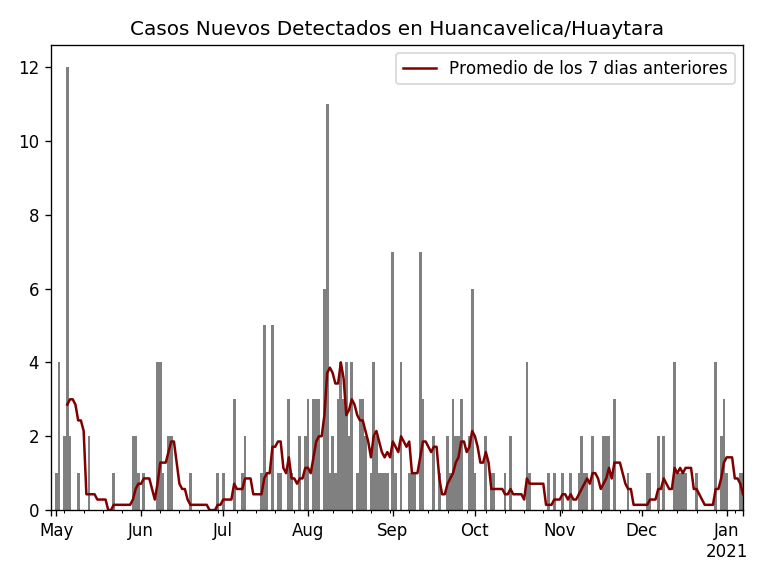 Casos Nuevos Detectados en Huancavelica/Huaytara
Promedio de los 7 dias anteriores
12
10
8
6
4
2
0
May Jun Jul Aug Sep Oct Nov Dec Jan
2021